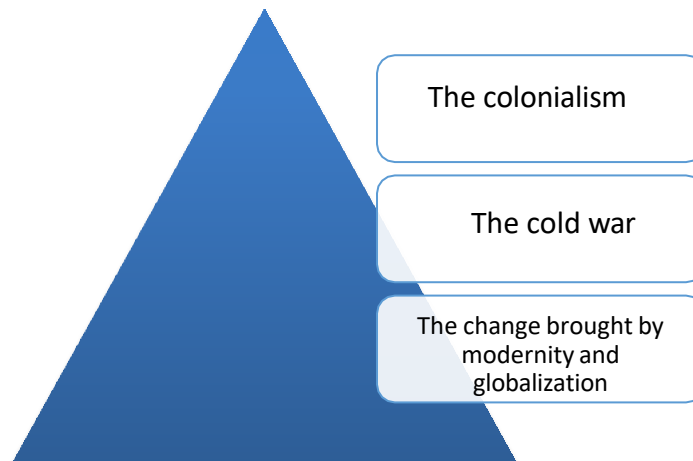 The colonialism
The cold war
The change brought by
modernity and
globalization